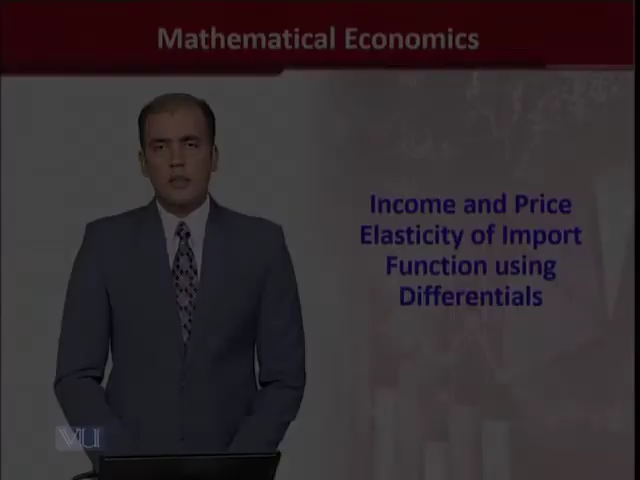 Mathematical Economics
Income and Price
Elasticity of Import
Function using
Differentials
VU